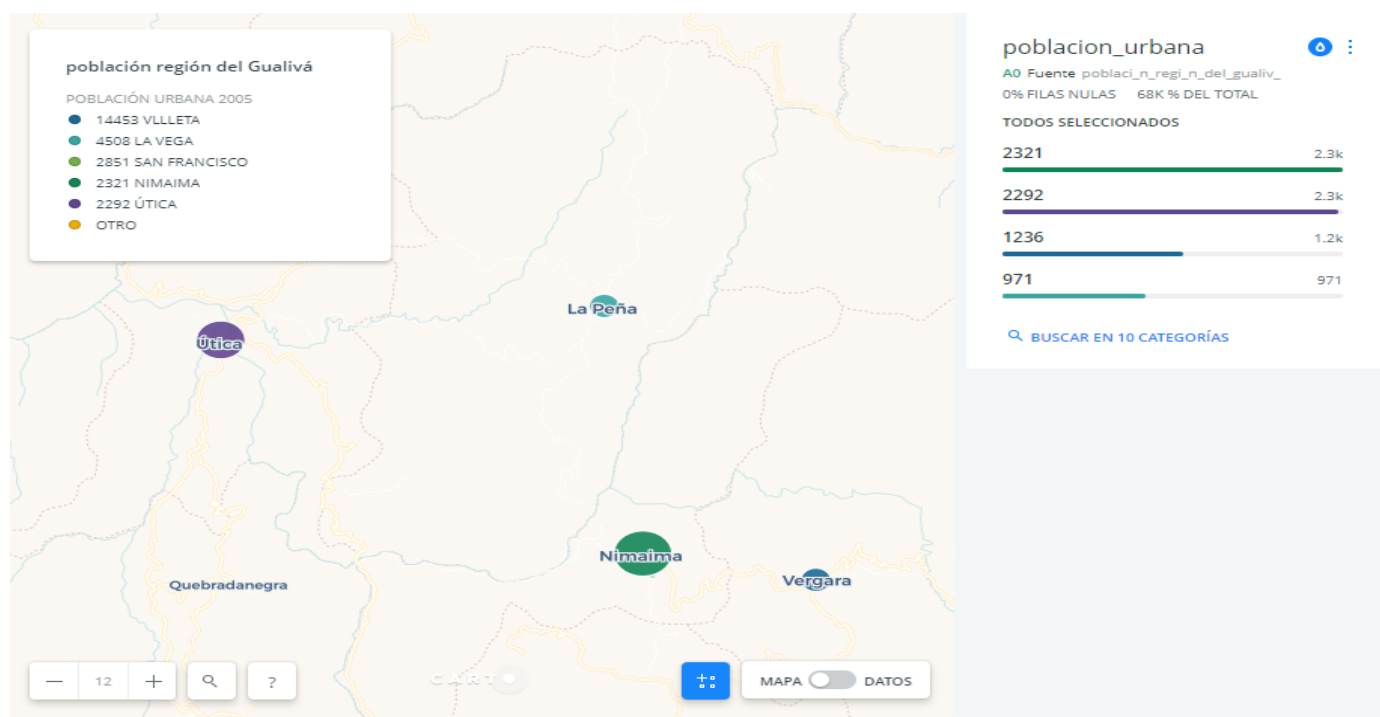 población región del Gualivá
POBLACIÓN URBANA 2005
14453 VLLLETA
4508 LA VEGA
2851 SAN FRANCISCO
2321 NIMAIMA
2292 ÚTICA
OTRO
La Peña
Útica
Nimaima
Vergara
Quebradanegra
12
?
CARTO
MAPA DATOS
poblacion_urbana
A0 Fuente poblaci_n_regi_n_del_gualiv_
0% FILAS NULAS 68K % DEL TOTAL
TODOS SELECCIONADOS
2321 2.3k
2292 2.3k
1236 1.2k
971 971
BUSCAR EN 10 CATEGORÍAS